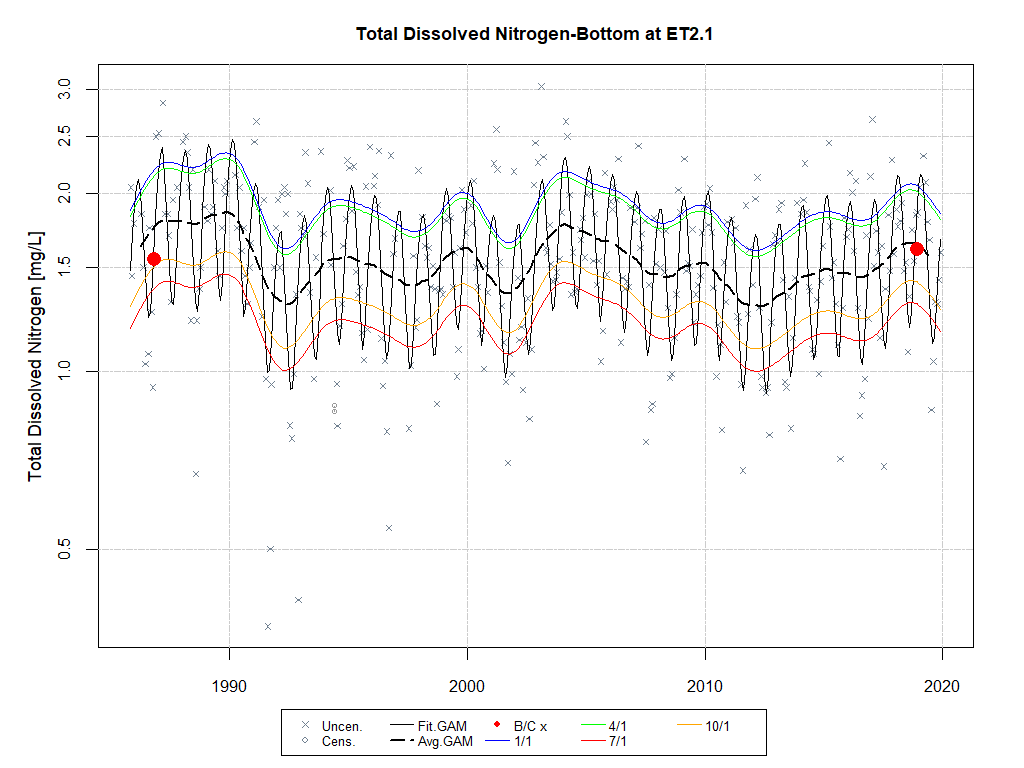 Total Dissolved Nitrogen-Bottom at ET2.1
Total Dissolved Nitrogen [mg/L]
3.0
2.5
2.0
1.5
1.0
0.5
1990 2000 2010 2020
Uncen. Fit.GAM B/C x 4/1 10/1
Cens. Avg.GAM 1/1 7/1